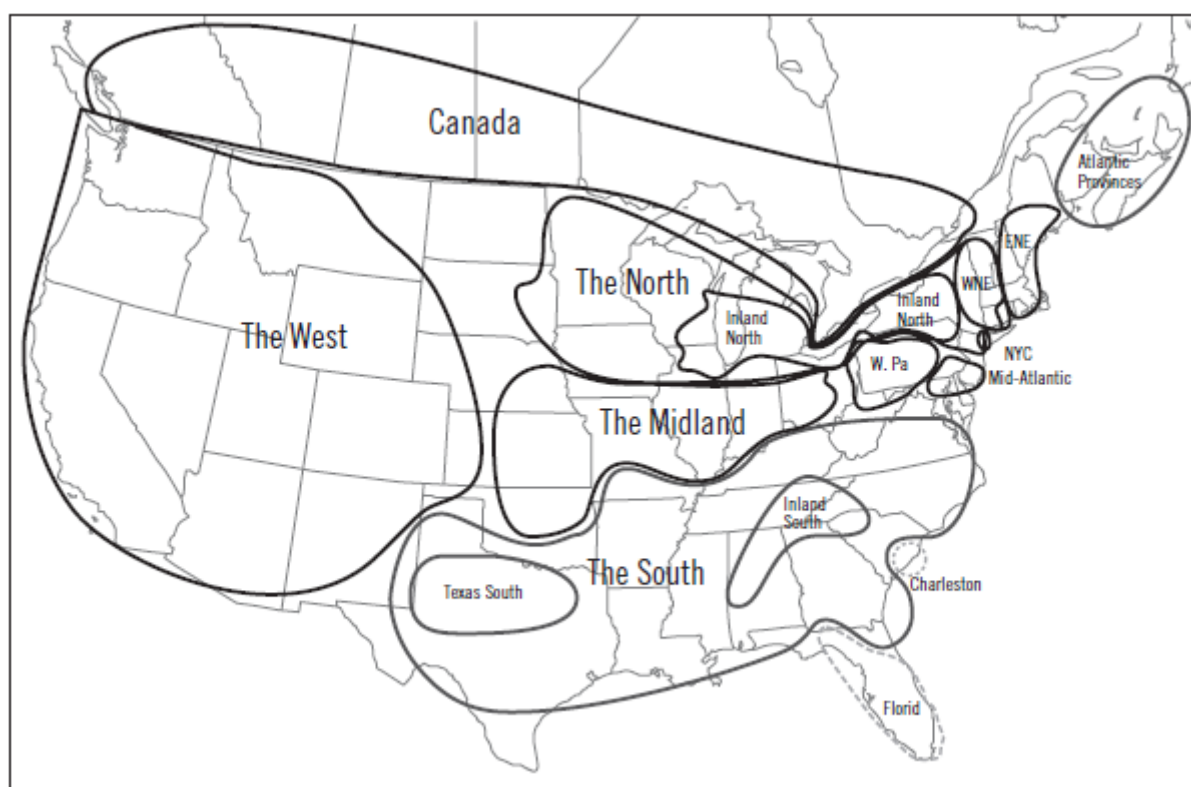 Canada
Atlantic
Provinces
ENE
The North
WNE
Inland
North
Inland
North
The West
NYC
W. Pa
Mid-Atlantic
The Midland
Inland
South
The South
Texas South
Charleston
Florid